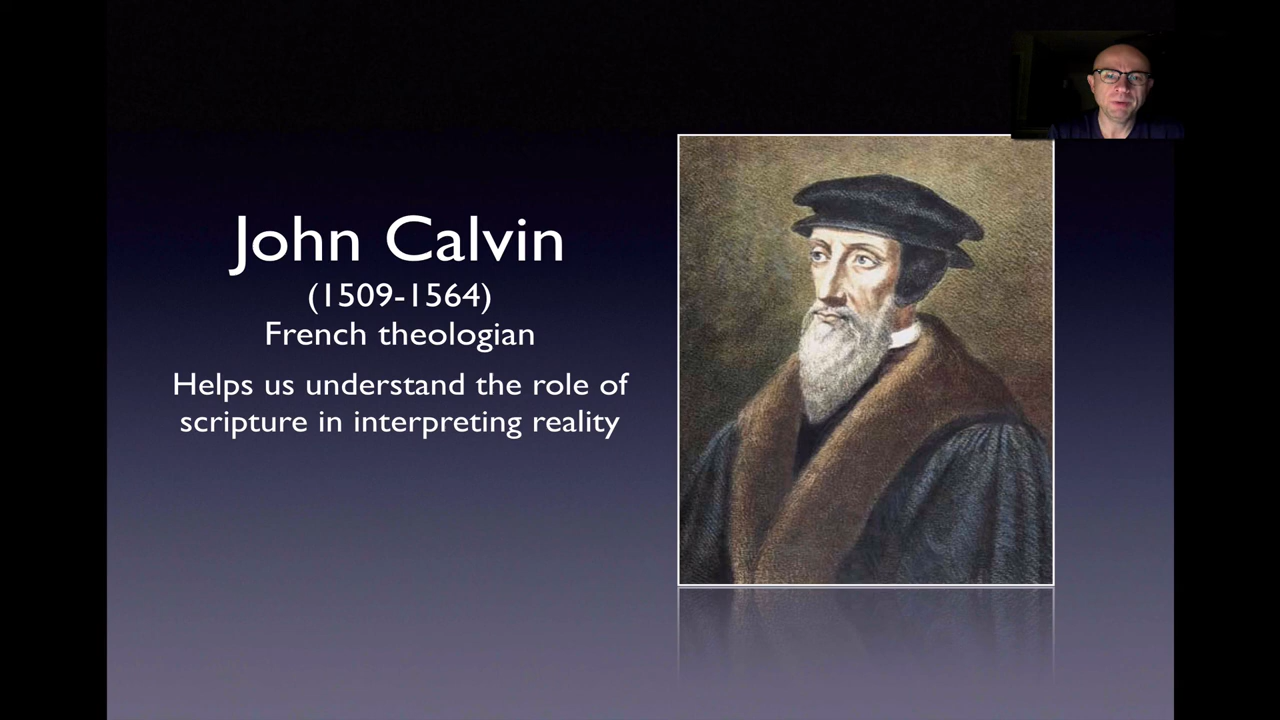 John Calvin
(1509-1564)
French theologian
Helps us understand the role of
scripture in interpreting reality